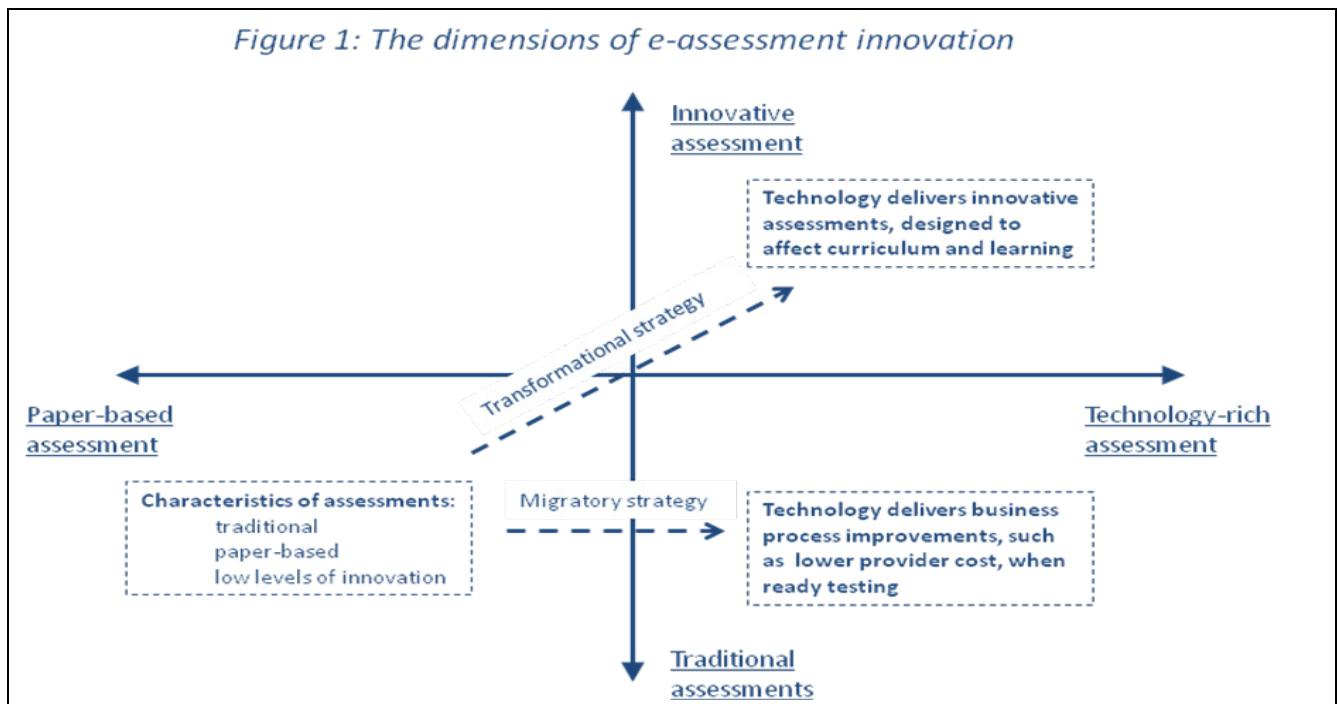 Figure 1: The dimensions of e-assessment innovation
Innovative
assessment
Technology delivers innovative
assessments, designed to
affect curriculum and learning
Transformational strategy
Paper-based
assessment
Technology-rich
assessment
Characteristics of assessments:
traditional
paper-based
low levels of innovation
Migratory strategy
Technology delivers business
process improvements, such
as lower provider cost, when
ready testing
Traditional
assessments